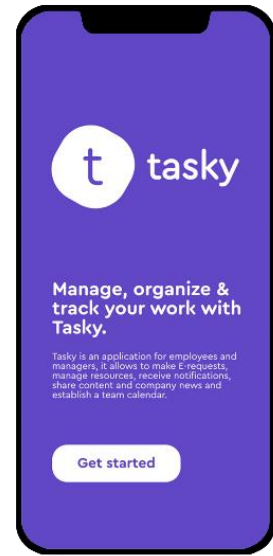 t tasky
Manage, organize &
track your work with
Tasky.
Tasky is an application for employees and
managers, it allows to make E-requests,
manage resources, receive notifications,
share content and company news and
establish a team calendar.
Get started